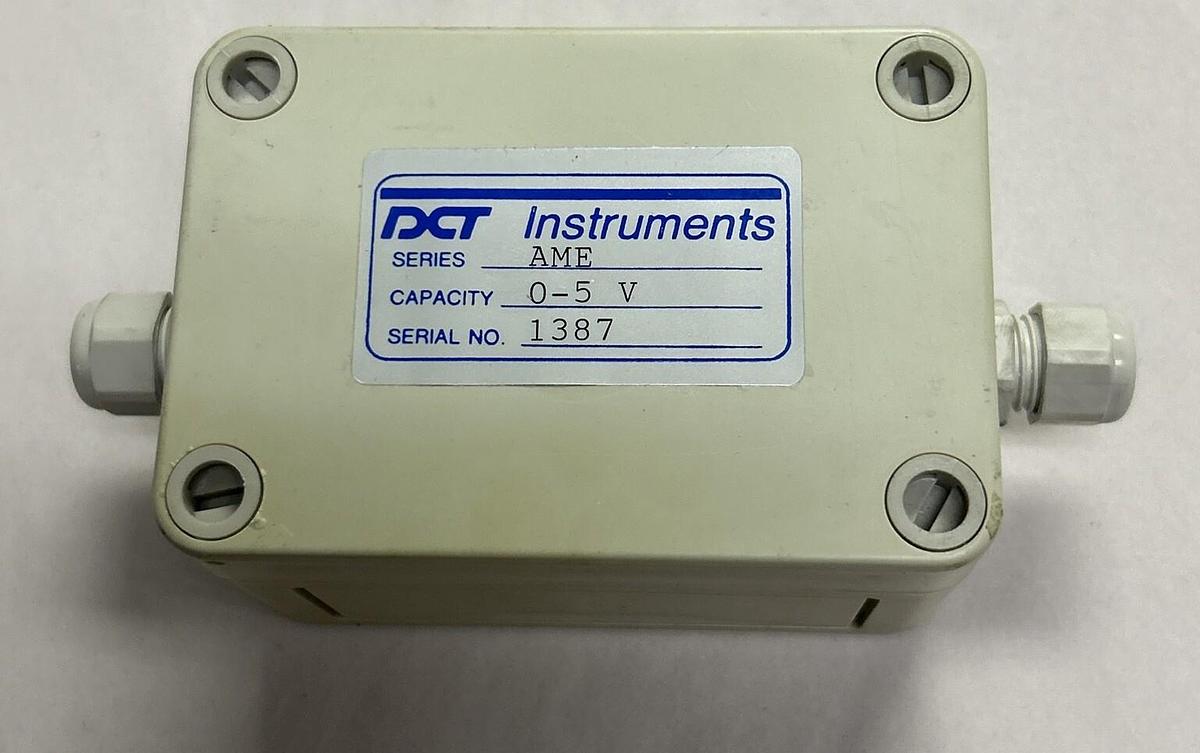 DCT Instruments
SERIES AME
CAPACITY 0-5 V
SERIAL NO. 1387